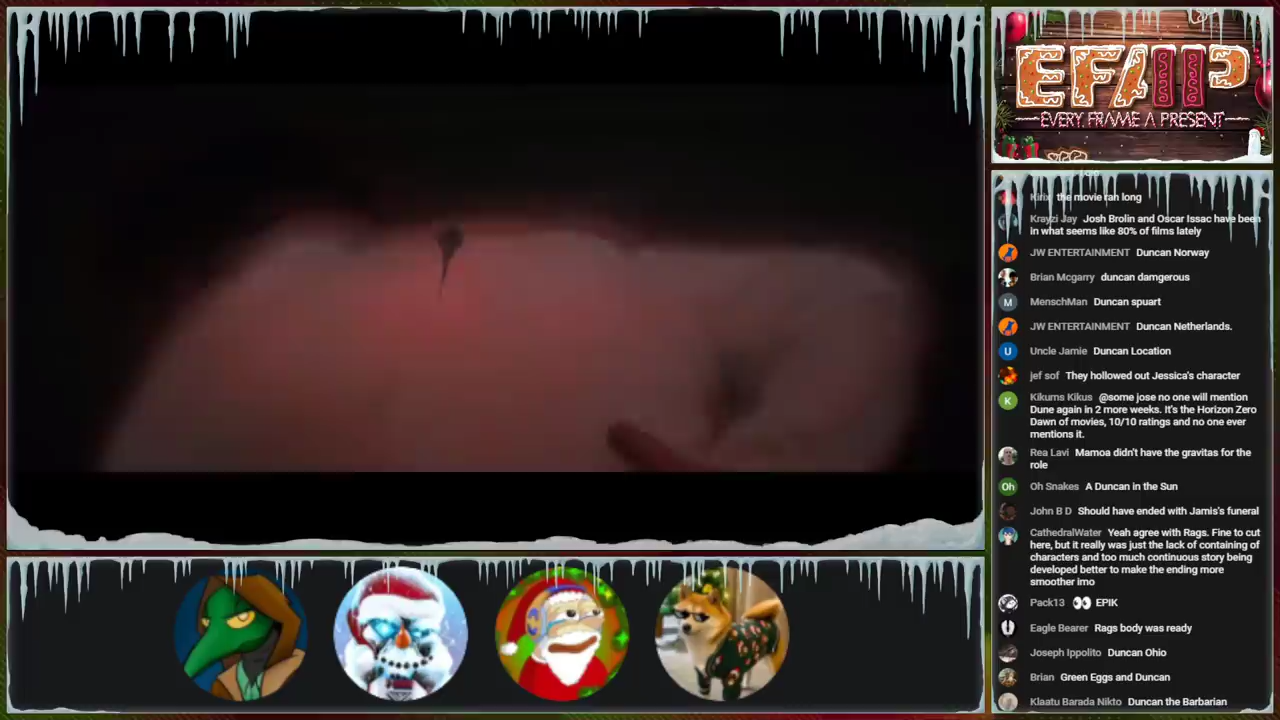 EFAP
EVERY FRAME A PRESENT
Kirix the movie ran long
Krayzi Jay Josh Brolin and Oscar Issac have been
in what seems like 80% of films lately
JW ENTERTAINMENT Duncan Norway
Brian Mcgarry duncan damgerous
M
MenschMan Duncan spuart
JW ENTERTAINMENT Duncan Netherlands.
U
Uncle Jamie Duncan Location
jef sof They hollowed out Jessica's character
K
Kikums Kikus @some jose no one will mention
Dune again in 2 more weeks. It's the Horizon Zero
Dawn of movies, 10/10 ratings and no one ever
mentions it.
Rea Lavi Mamoa didn't have the gravitas for the
role
Oh
Oh Snakes A Duncan in the Sun
John B D Should have ended with Jamis's funeral
CathedralWater Yeah agree with Rags. Fine to cut
here, but it really was just the lack of containing of
characters and too much continuous story being
developed better to make the ending more
smoother imo
Pack13 👀 EPIK
Eagle Bearer Rags body was ready
Joseph Ippolito Duncan Ohio
Brian Green Eggs and Duncan
Klaatu Barada Nikto Duncan the Barbarian